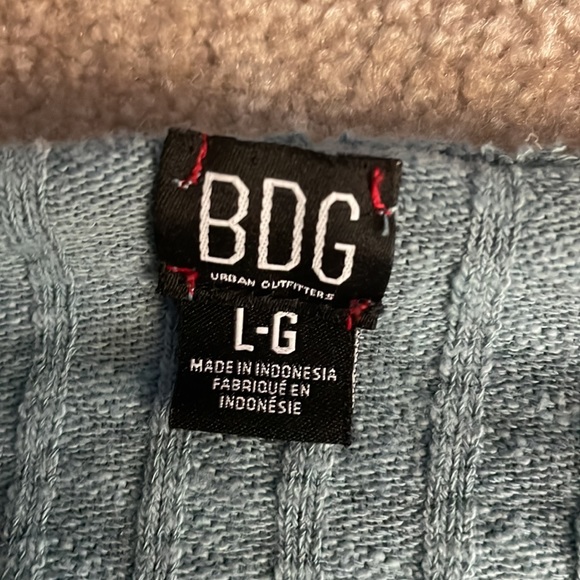 BDG
URBAN OUTFITTERS
L-G
MADE IN INDONESIA
FABRIQUÉ EN
INDONÉSIE